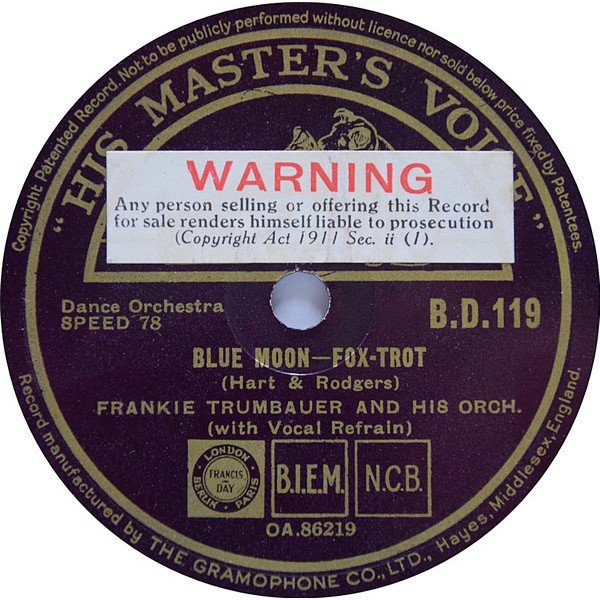 Copyright Patented Record. Not to be publicly performed without licence nor sold below price fixed by Patentees.
"HIS MASTER'S VOICE"
WARNING
Any person selling or offering this Record
for sale renders himself liable to prosecution
(Copyright Act 1911 Sec. ii (1).
Dance Orchestra
SPEED 78
B.D.119
BLUE MOON—FOX-TROT
(Hart & Rodgers)
FRANKIE TRUMBAUER AND HIS ORCH.
(with Vocal Refrain)
LONDON
FRANCIS
DAY
BERLIN PARIS
B.I.E.M.
N.C.B.
OA.86219
Record manufactured by THE GRAMOPHONE CO., LTD., Hayes, Middlesex, England.